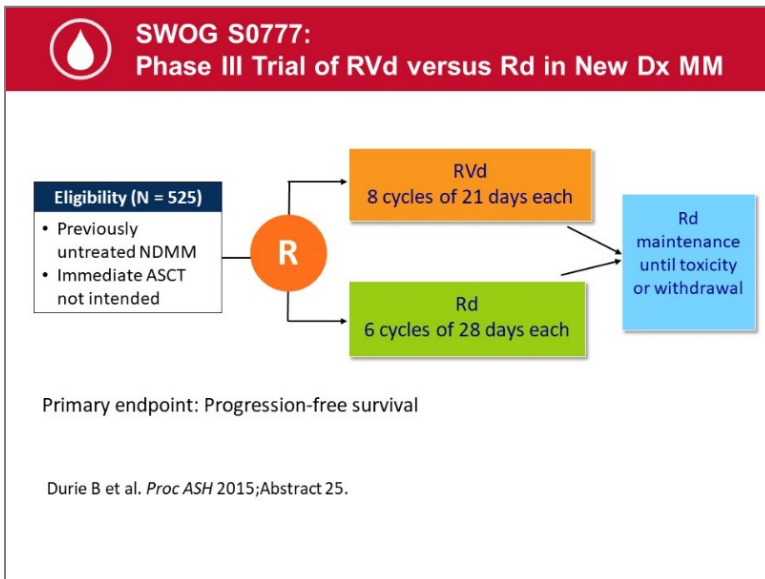 SWOG S0777:
Phase III Trial of RVd versus Rd in New Dx MM
Eligibility (N = 525)
• Previously
untreated NDMM
• Immediate ASCT
not intended
R
RVd
8 cycles of 21 days each
Rd
6 cycles of 28 days each
Rd
maintenance
until toxicity
or withdrawal
Primary endpoint: Progression-free survival
Durie B et al. Proc ASH 2015;Abstract 25.